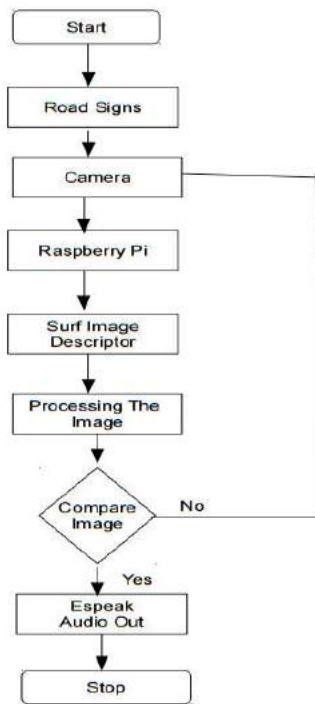 Start
Road Signs
Camera
Raspberry Pi
Surf Image
Descriptor
Processing The
Image
Compare
Image
No
Yes
Espeak
Audio Out
Stop